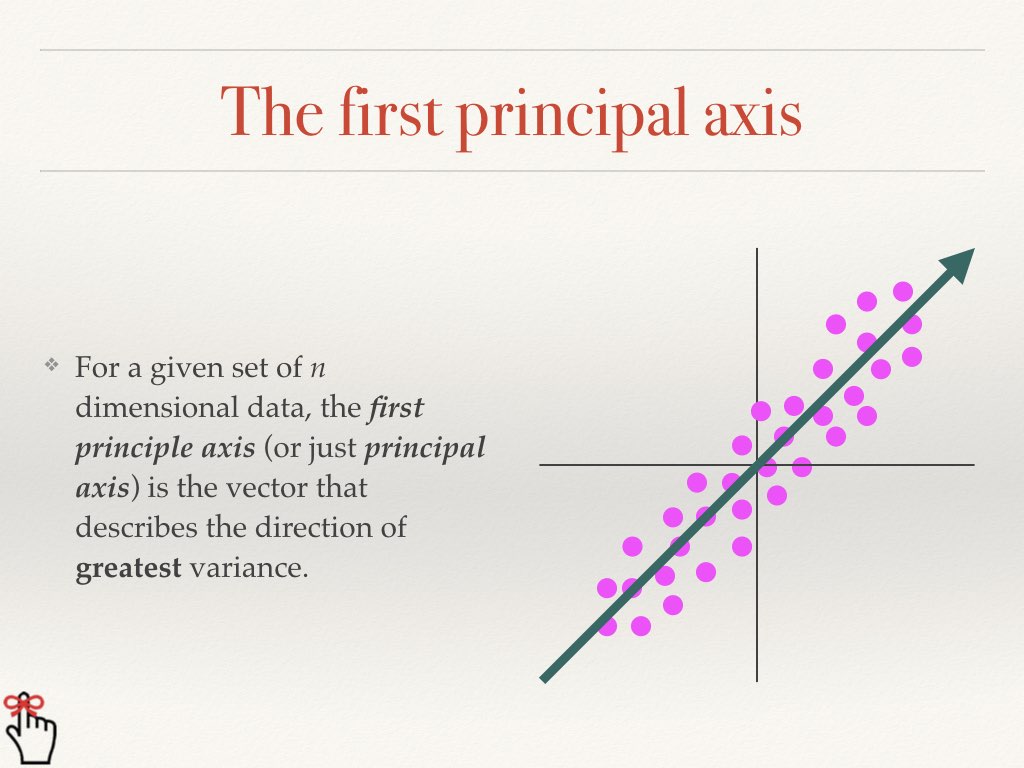 The first principal axis
For a given set of n
dimensional data, the first
principle axis (or just principal
axis) is the vector that
describes the direction of
greatest variance.